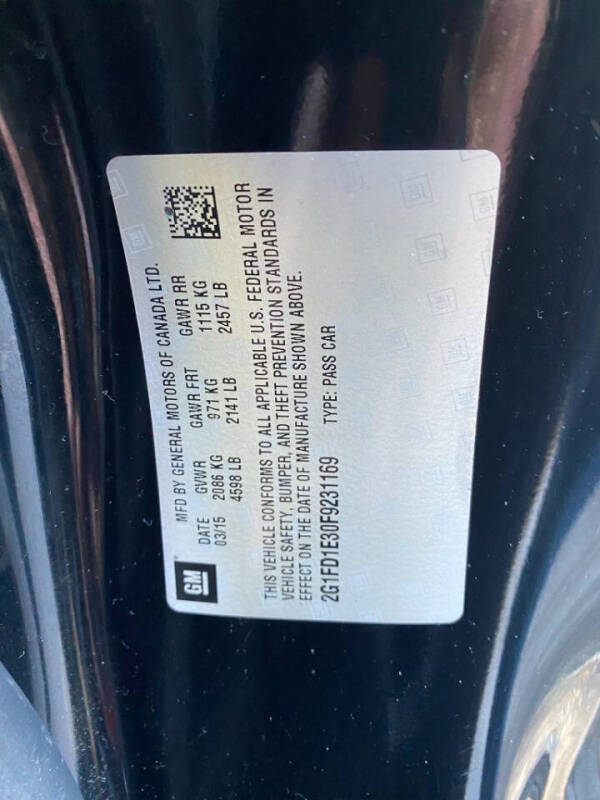 GM
MFD BY GENERAL MOTORS OF CANADA LTD.
DATE GVWR GAWR FRT GAWR RR
03/15 2086 KG 971 KG 1115 KG
4598 LB 2141 LB 2457 LB
THIS VEHICLE CONFORMS TO ALL APPLICABLE U.S. FEDERAL MOTOR
VEHICLE SAFETY, BUMPER, AND THEFT PREVENTION STANDARDS IN
EFFECT ON THE DATE OF MANUFACTURE SHOWN ABOVE.
2G1FD1E30F9231169 TYPE: PASS CAR